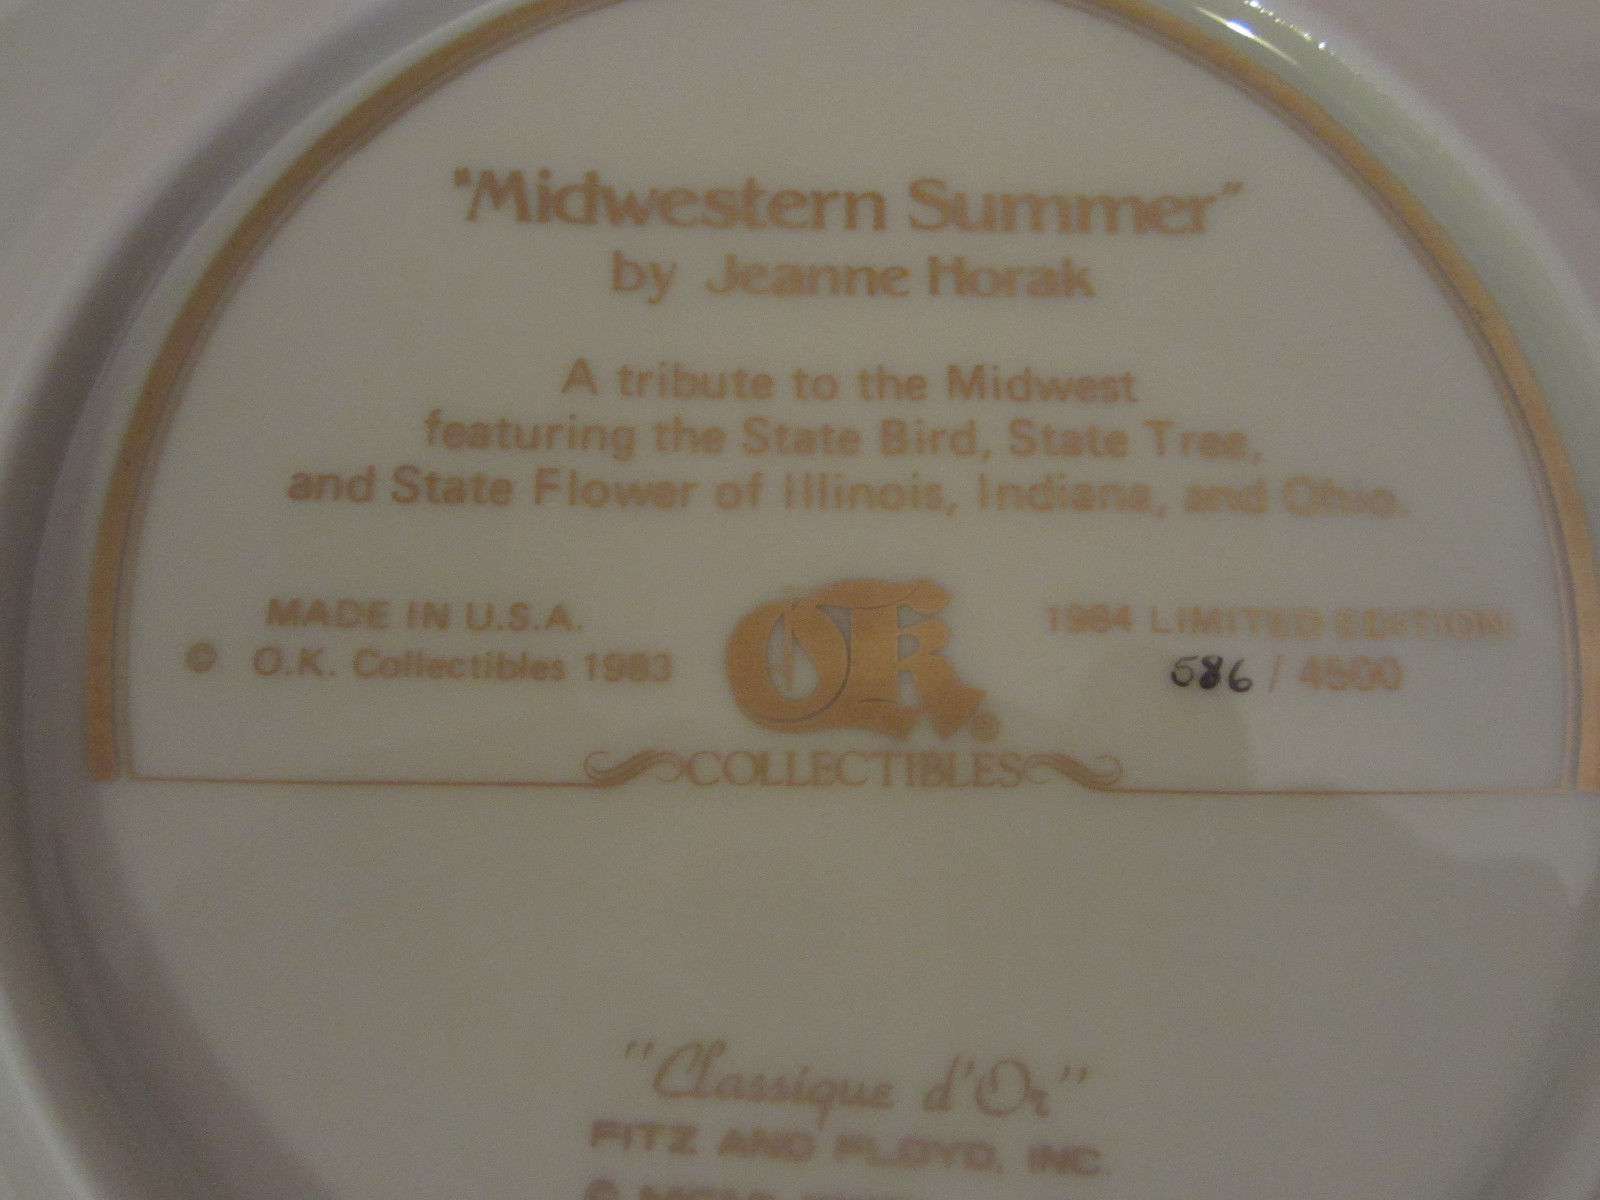 "Midwestern Summer"
by Jeanne Horak
A tribute to the Midwest
featuring the State Bird, State Tree,
and State Flower of Illinois, Indiana, and Ohio.
MADE IN U.S.A.
© O.K. Collectibles 1983
OK®
COLLECTIBLES
1984 LIMITED EDITION
586 / 4500
"Classique d'Or"
FITZ AND FLOYD, INC.
©